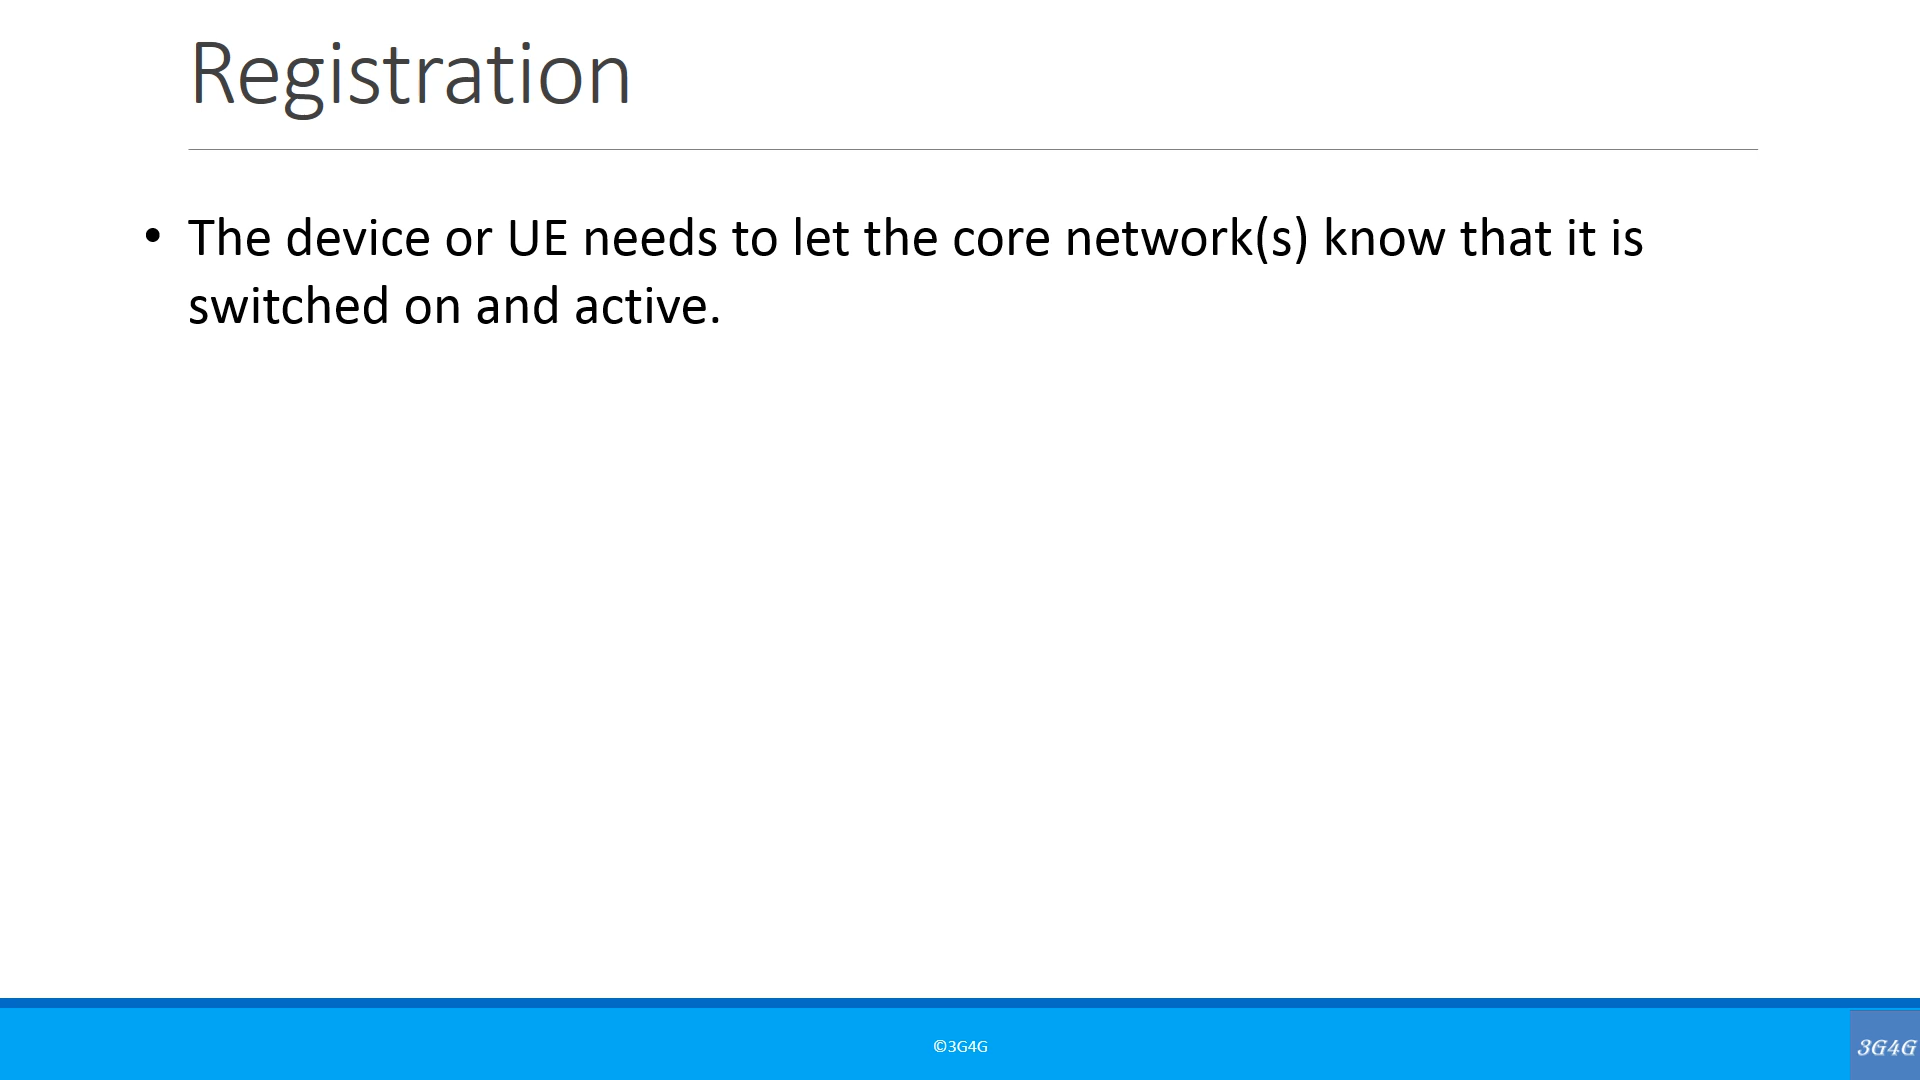 Registration
• The device or UE needs to let the core network(s) know that it is
switched on and active.
©3G4G
3G4G